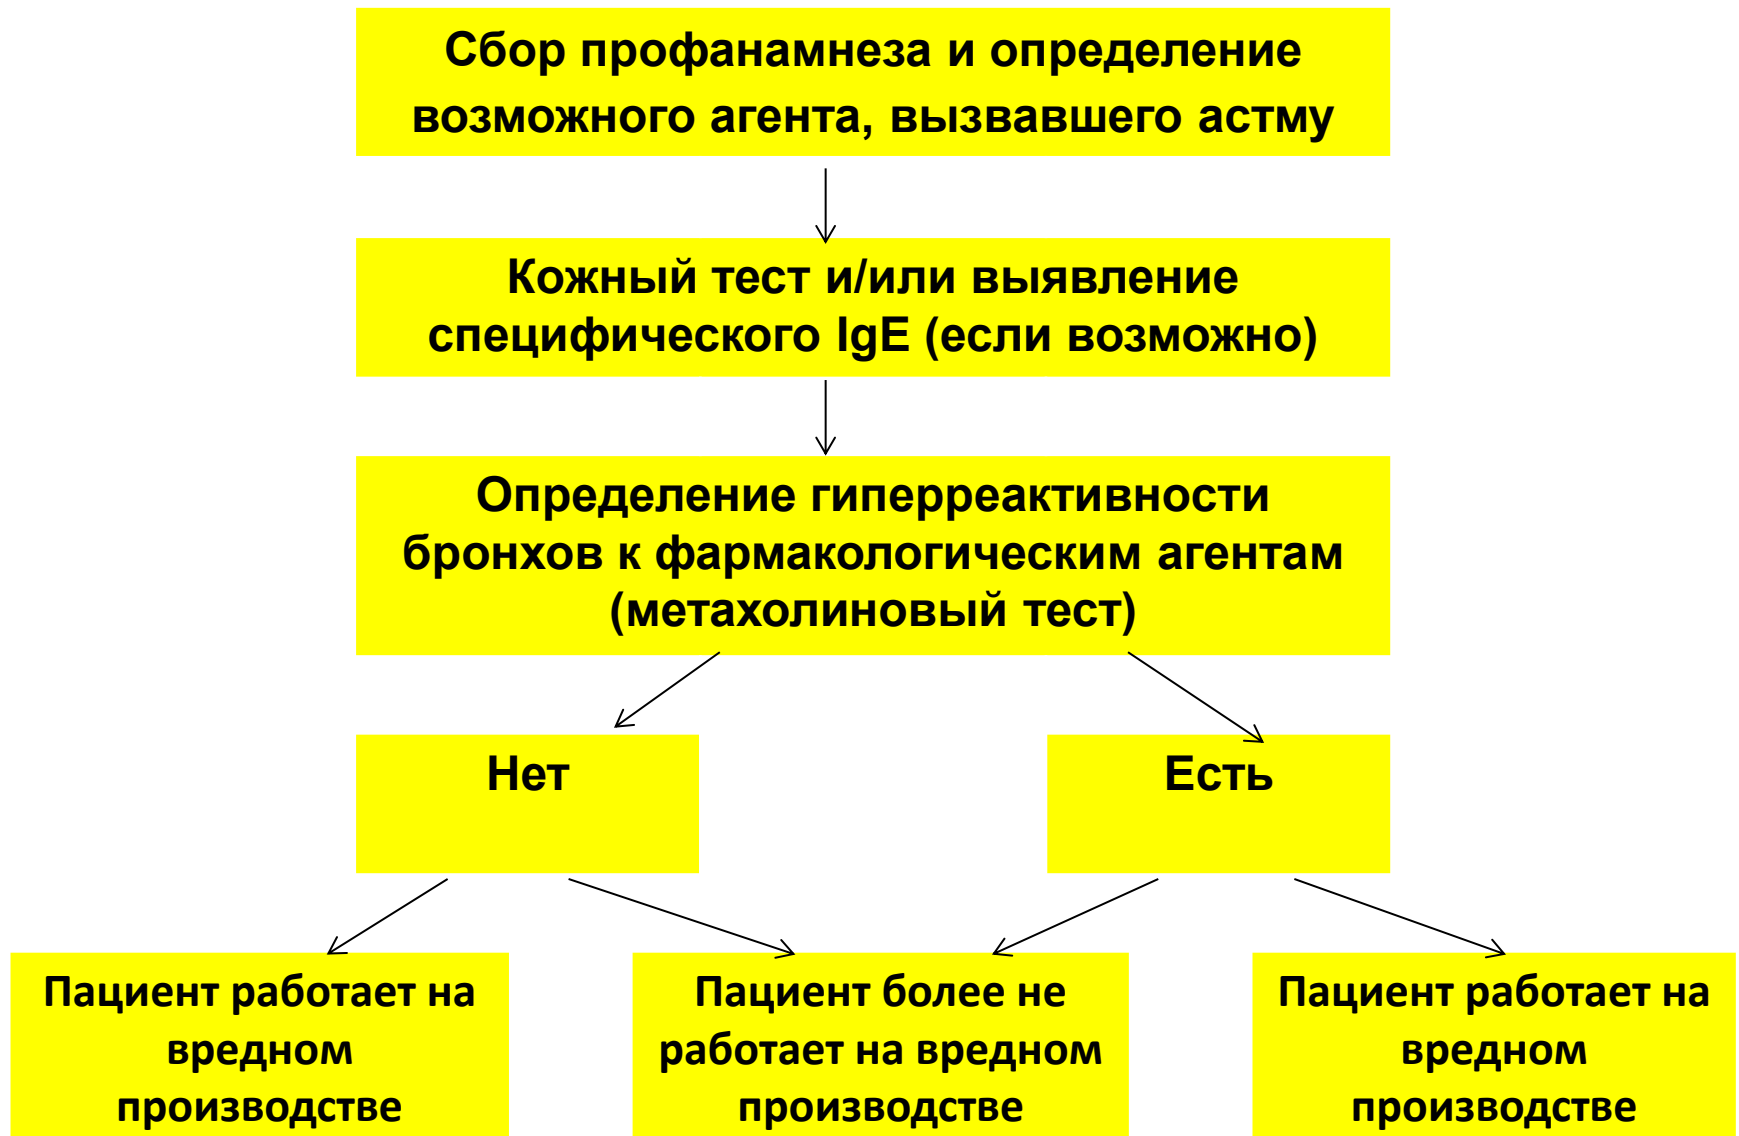 Сбор профанамнеза и определение
возможного агента, вызвавшего астму
Кожный тест и/или выявление
специфического IgE (если возможно)
Определение гиперреактивности
бронхов к фармакологическим агентам
(метахолиновый тест)
Нет
Есть
Пациент работает на
вредном
производстве
Пациент более не
работает на вредном
производстве
Пациент работает на
вредном
производстве